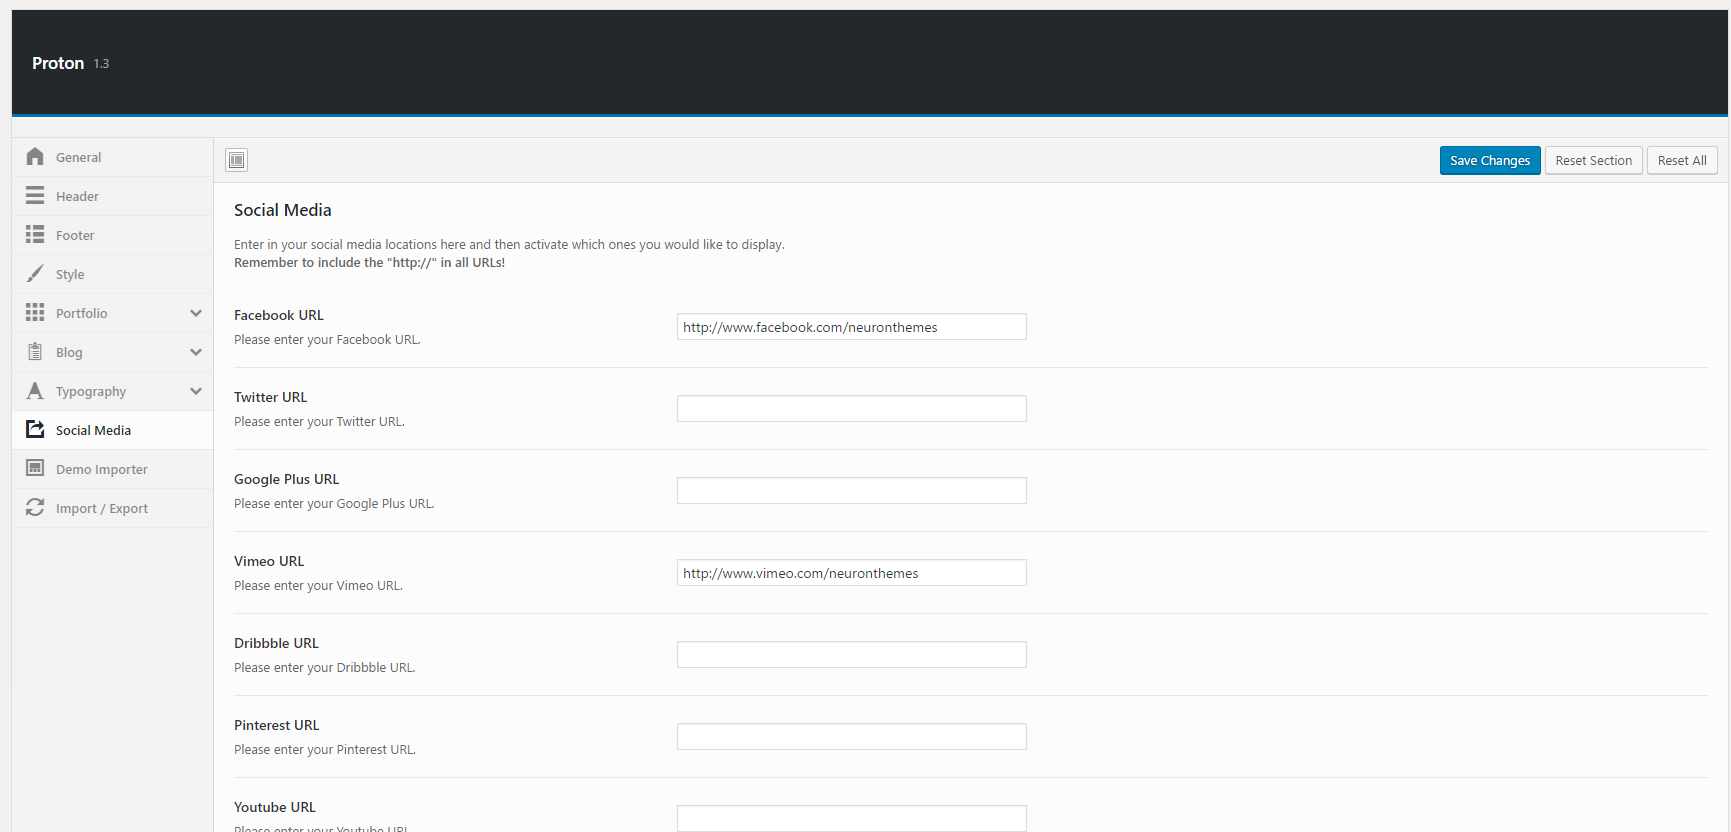 Proton 1.3
General
Header
Footer
Style
Portfolio
Blog
Typography
Social Media
Demo Importer
Import / Export
Save Changes
Reset Section
Reset All
Social Media
Enter in your social media locations here and then activate which ones you would like to display.
Remember to include the "http://" in all URLs!
Facebook URL
Please enter your Facebook URL.
http://www.facebook.com/neuronthemes
Twitter URL
Please enter your Twitter URL.
Google Plus URL
Please enter your Google Plus URL.
Vimeo URL
Please enter your Vimeo URL.
http://www.vimeo.com/neuronthemes
Dribbble URL
Please enter your Dribbble URL.
Pinterest URL
Please enter your Pinterest URL.
Youtube URL
Please enter your Youtube URL.